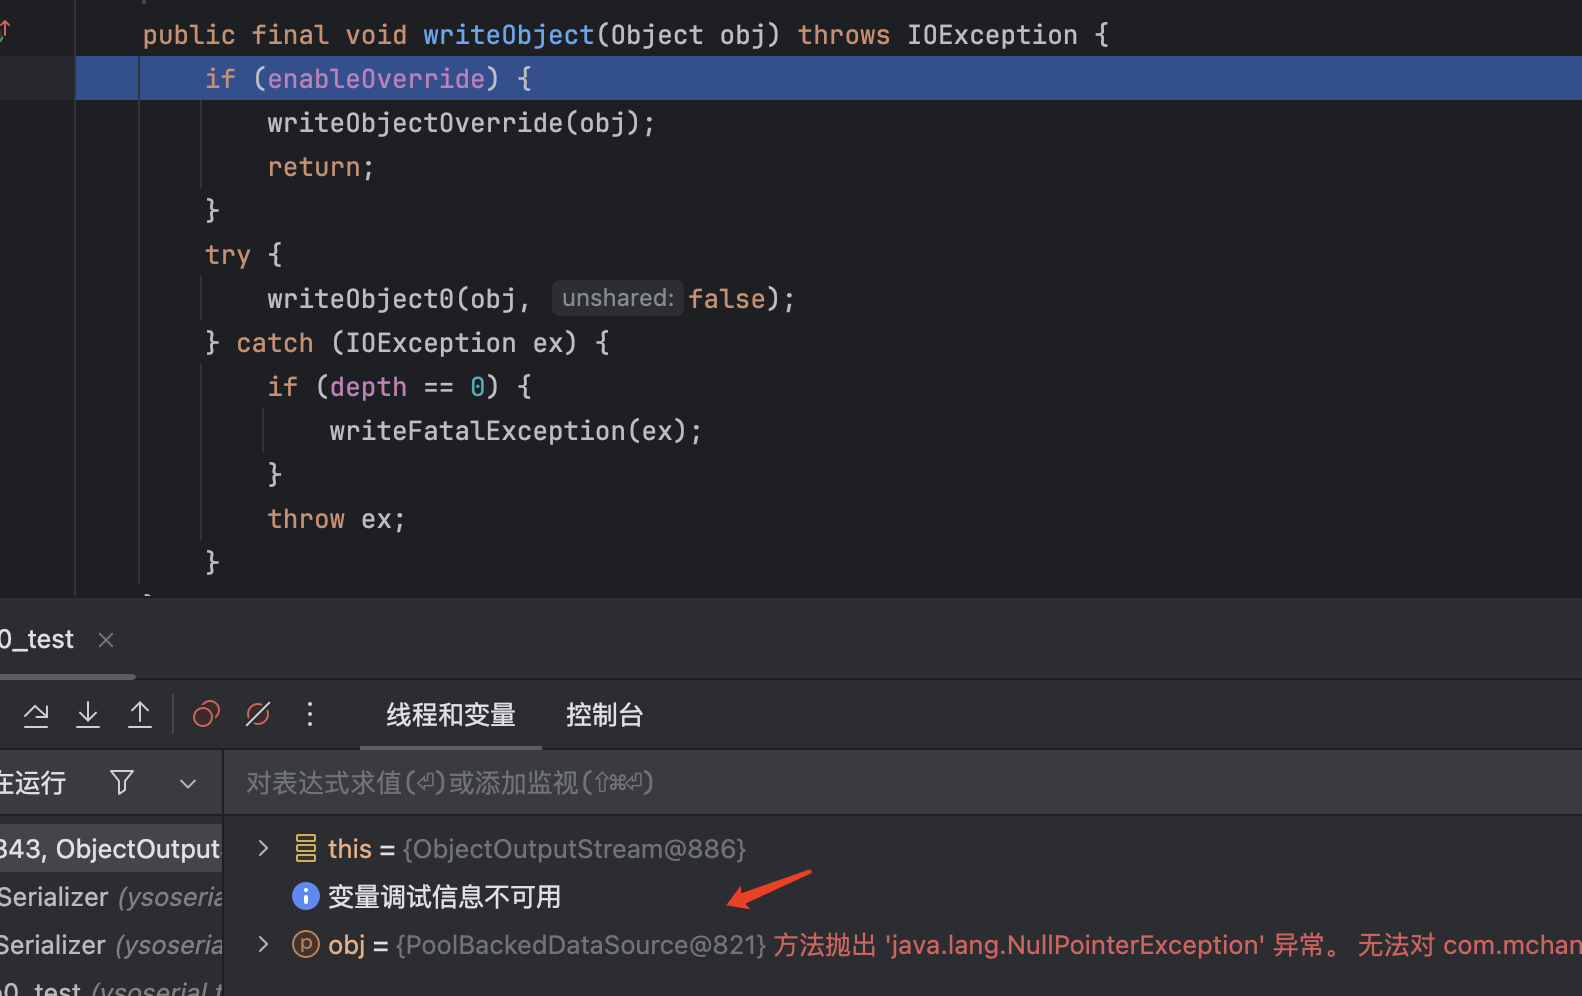 public final void writeObject(Object obj) throws IOException {
if (enableOverride) {
writeObjectOverride(obj);
return;
}
try {
writeObject0(obj, unshared: false);
} catch (IOException ex) {
if (depth == 0) {
writeFatalException(ex);
}
throw ex;
}
0_test
线程和变量 控制台
在运行 对表达式求值(⏎)或添加监视(⇧⌘⏎)
343, ObjectOutput
this = {ObjectOutputStream@886}
Serializer (ysoseria
变量调试信息不可用
Serializer (ysoseria
obj = {PoolBackedDataSource@821} 方法抛出 'java.lang.NullPointerException' 异常。 无法对 com.mchan
0_test (ysoserial.t